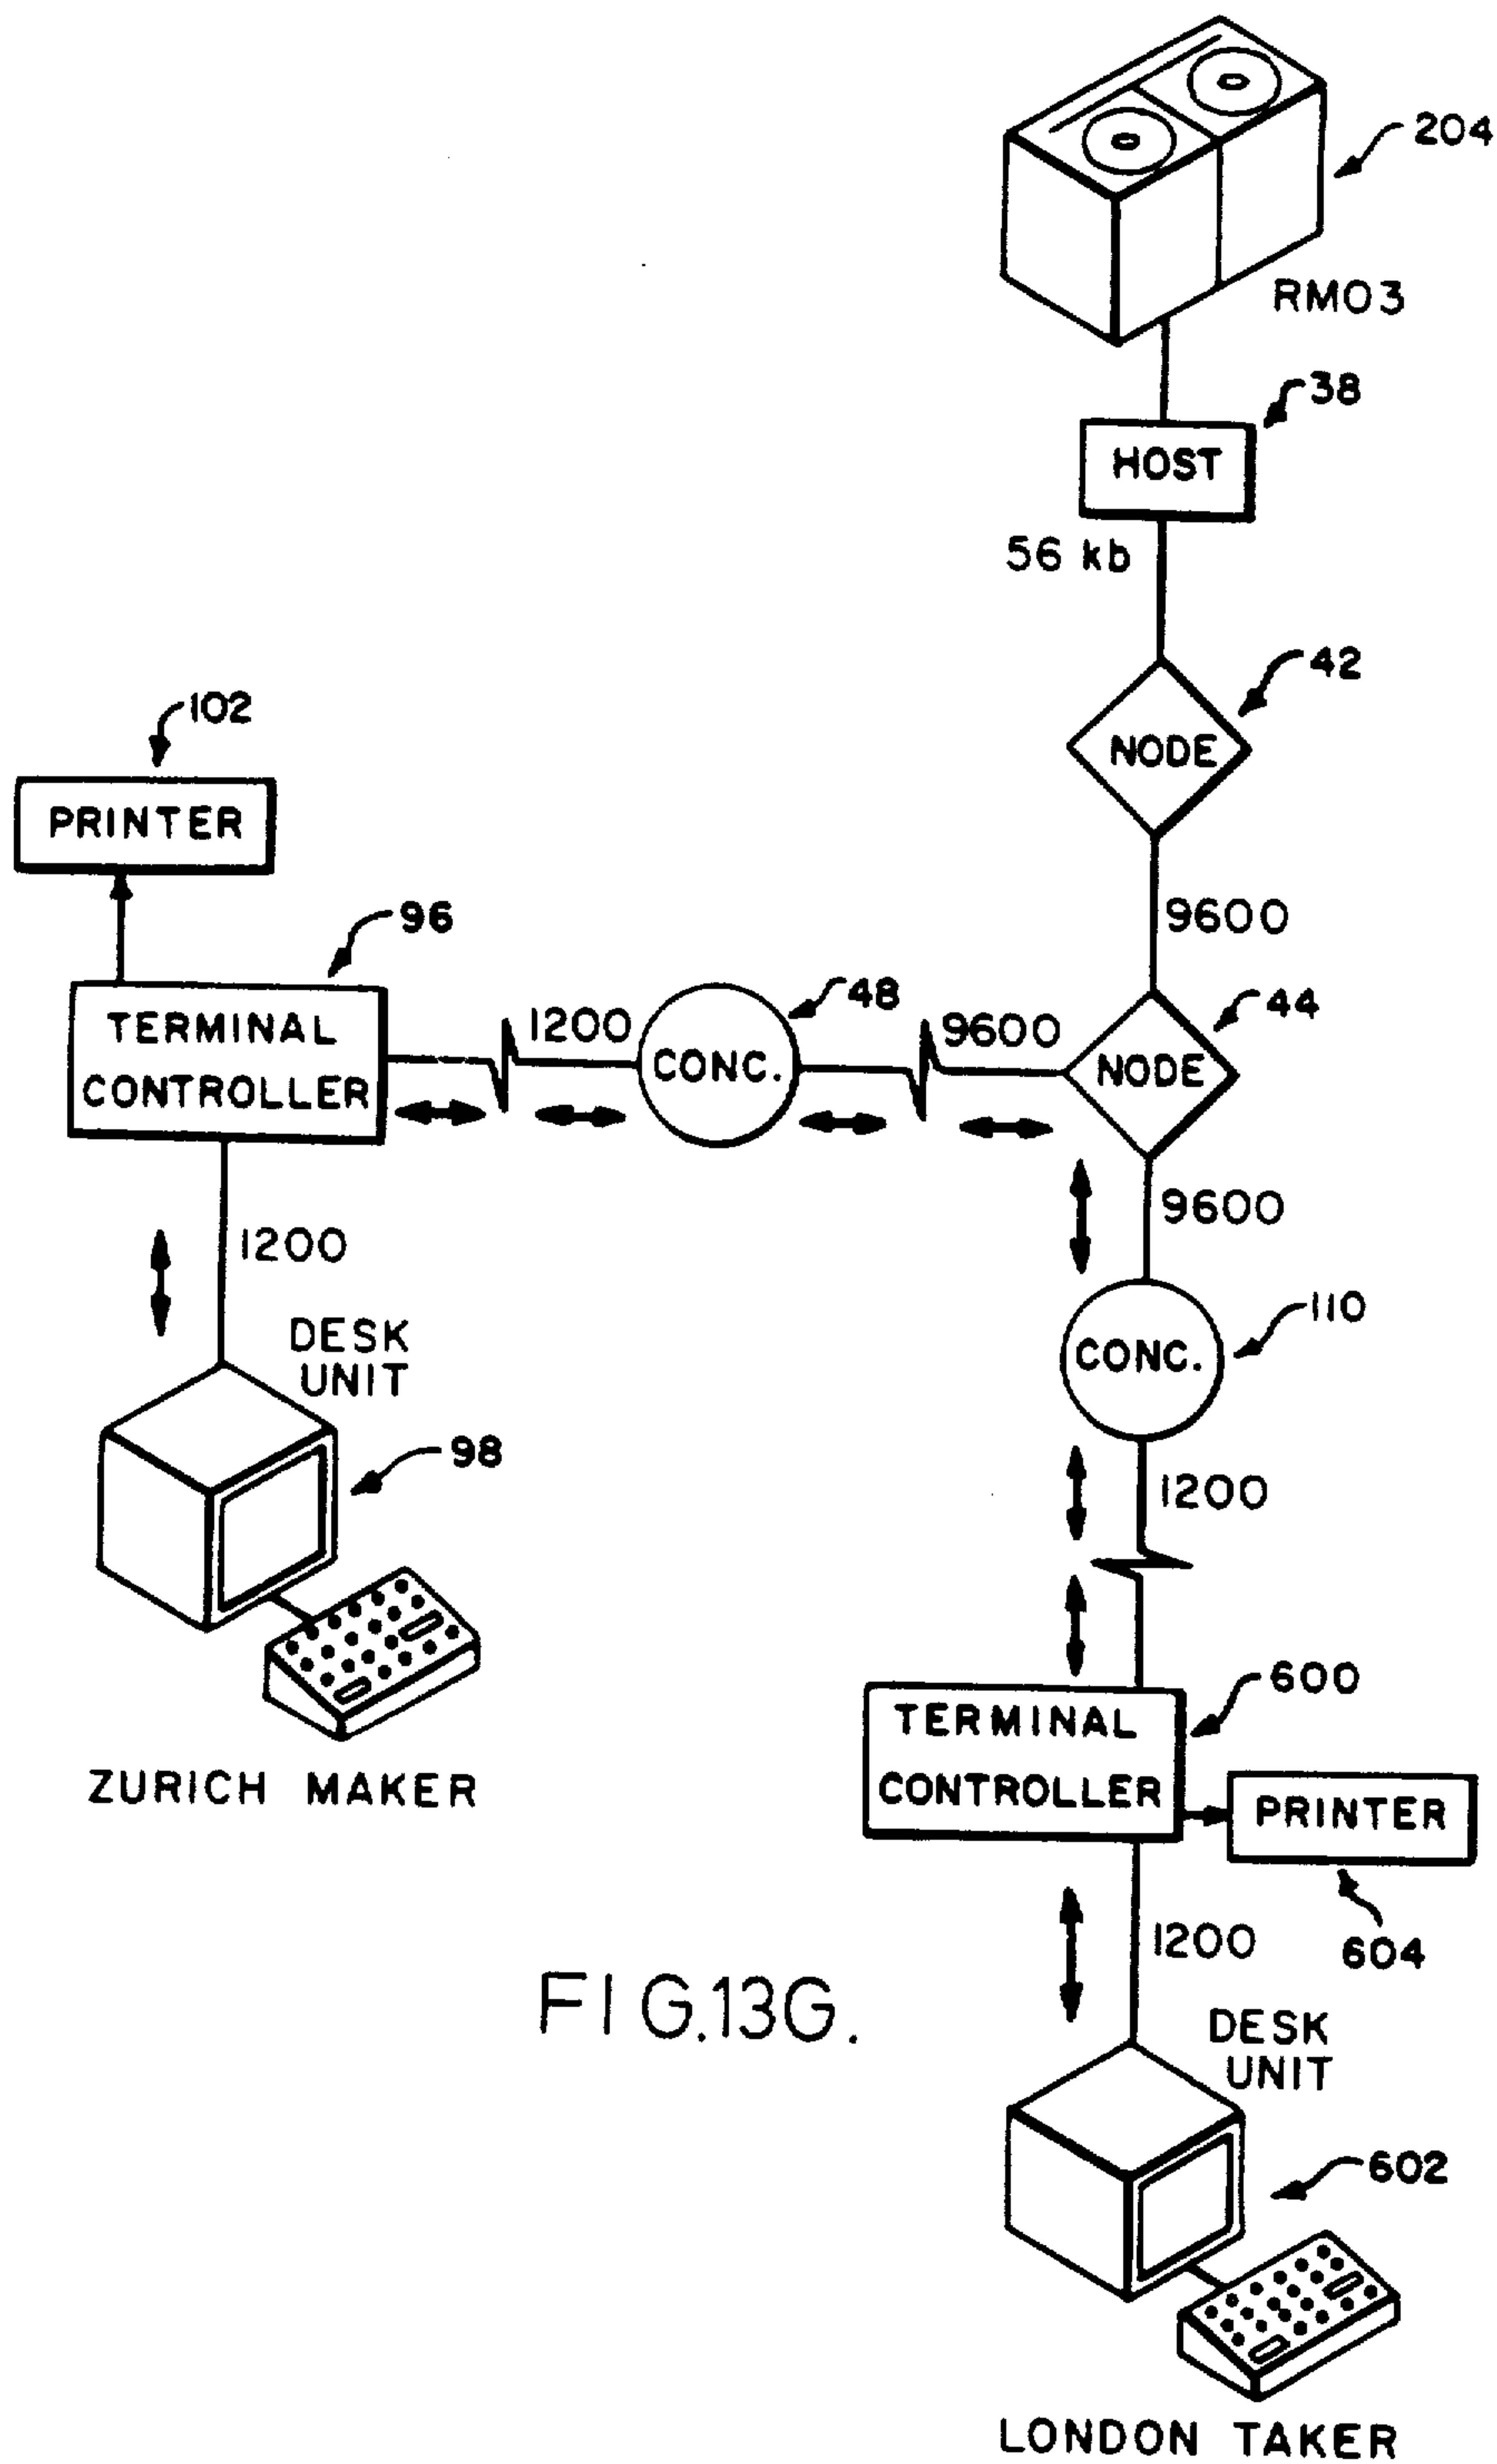 204
RM03
38
HOST
56 kb
42
NODE
102
PRINTER
9600
96
TERMINAL
CONTROLLER
1200
48
CONC.
9600
44
NODE
9600
1200
DESK
UNIT
98
ZURICH MAKER
110
CONC.
1200
600
TERMINAL
CONTROLLER
PRINTER
604
1200
FIG.13G.
DESK
UNIT
602
LONDON TAKER